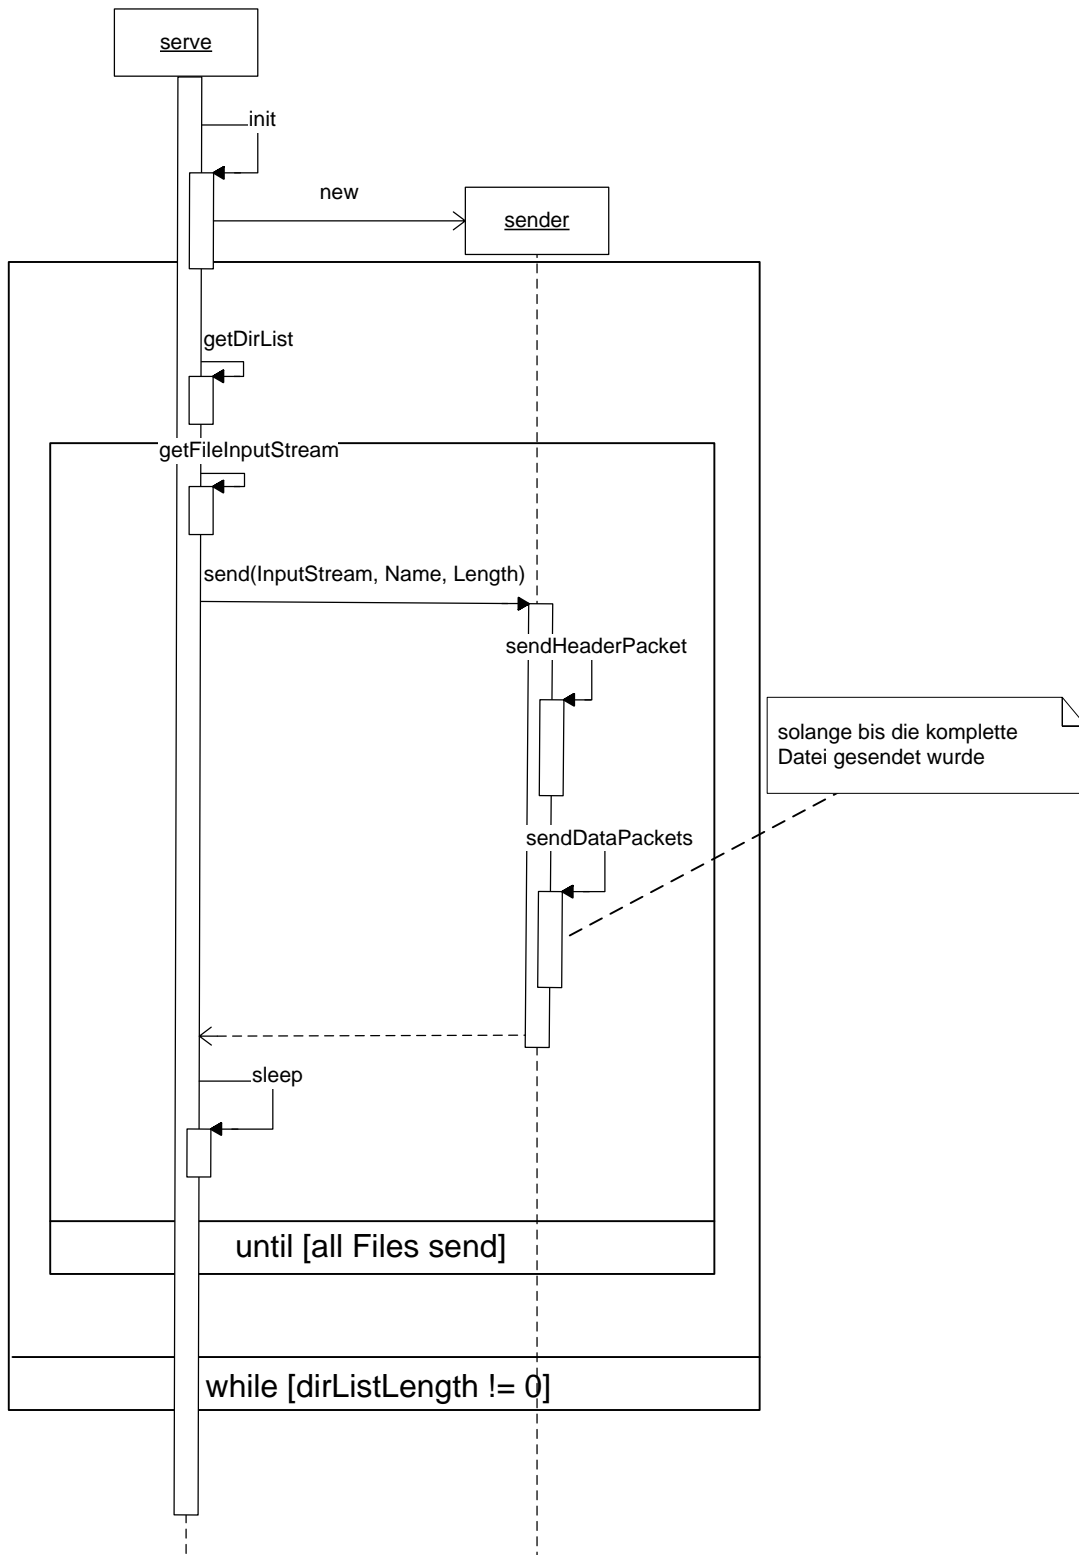 serve
init
new
sender
getDirList
getFileInputStream
send(InputStream, Name, Length)
sendHeaderPacket
solange bis die komplette
Datei gesendet wurde
sendDataPackets
sleep
until [all Files send]
while [dirListLength != 0]